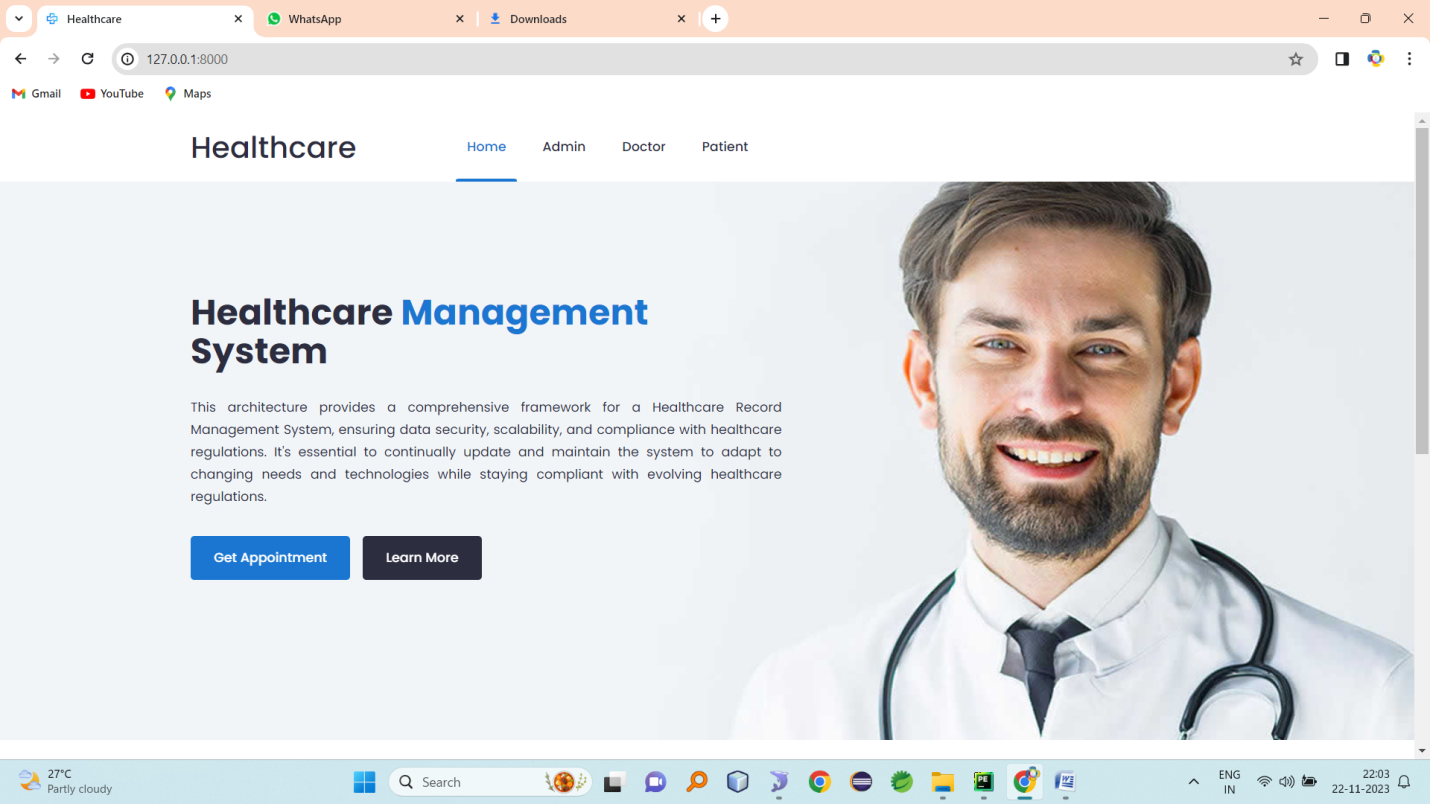 Healthcare
WhatsApp
Downloads
127.0.0.1:8000
Gmail
YouTube
Maps
Healthcare
Home
Admin
Doctor
Patient
Healthcare Management
System
This architecture provides a comprehensive framework for a Healthcare Record
Management System, ensuring data security, scalability, and compliance with healthcare
regulations. It's essential to continually update and maintain the system to adapt to
changing needs and technologies while staying compliant with evolving healthcare
regulations.
Get Appointment
Learn More
27°C
Partly cloudy
Search
PE
W
ENG
IN
22:03
22-11-2023